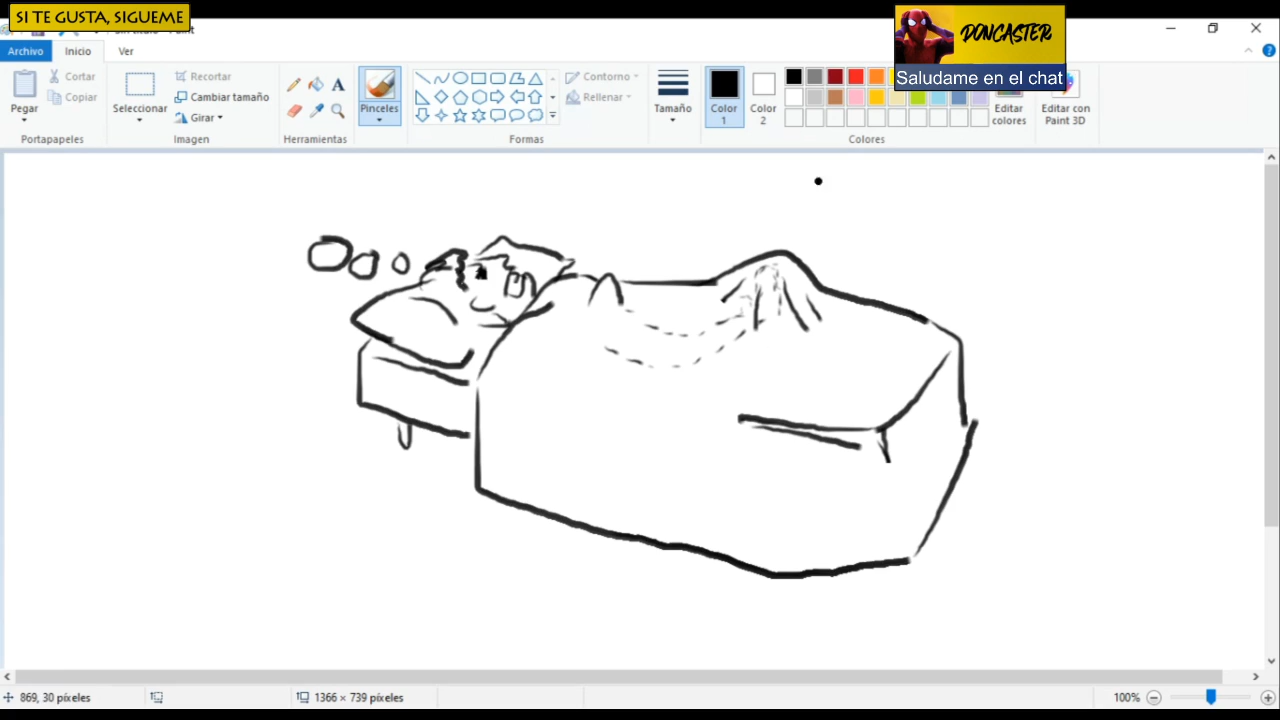 SI TE GUSTA, SIGUEME
DONCASTER
Saludame en el chat
Archivo
Inicio
Ver
Pegar
Cortar
Copiar
Portapapeles
Seleccionar
Recortar
Cambiar tamaño
Girar
Imagen
A
Herramientas
Pinceles
Formas
Contorno
Rellenar
Tamaño
Color
1
Color
2
Colores
Editar
colores
Editar con
Paint 3D
869, 30 píxeles
1366 × 739 píxeles
100%